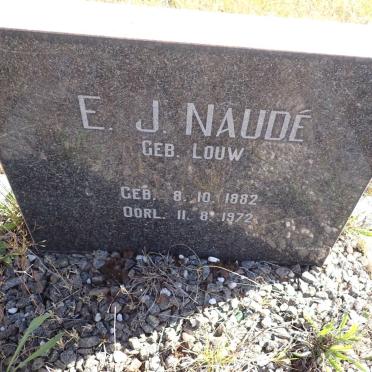 E. J. NAUDÉ
GEB. LOUW
GEB. 8. 10. 1882
OORL. 11. 8. 1972